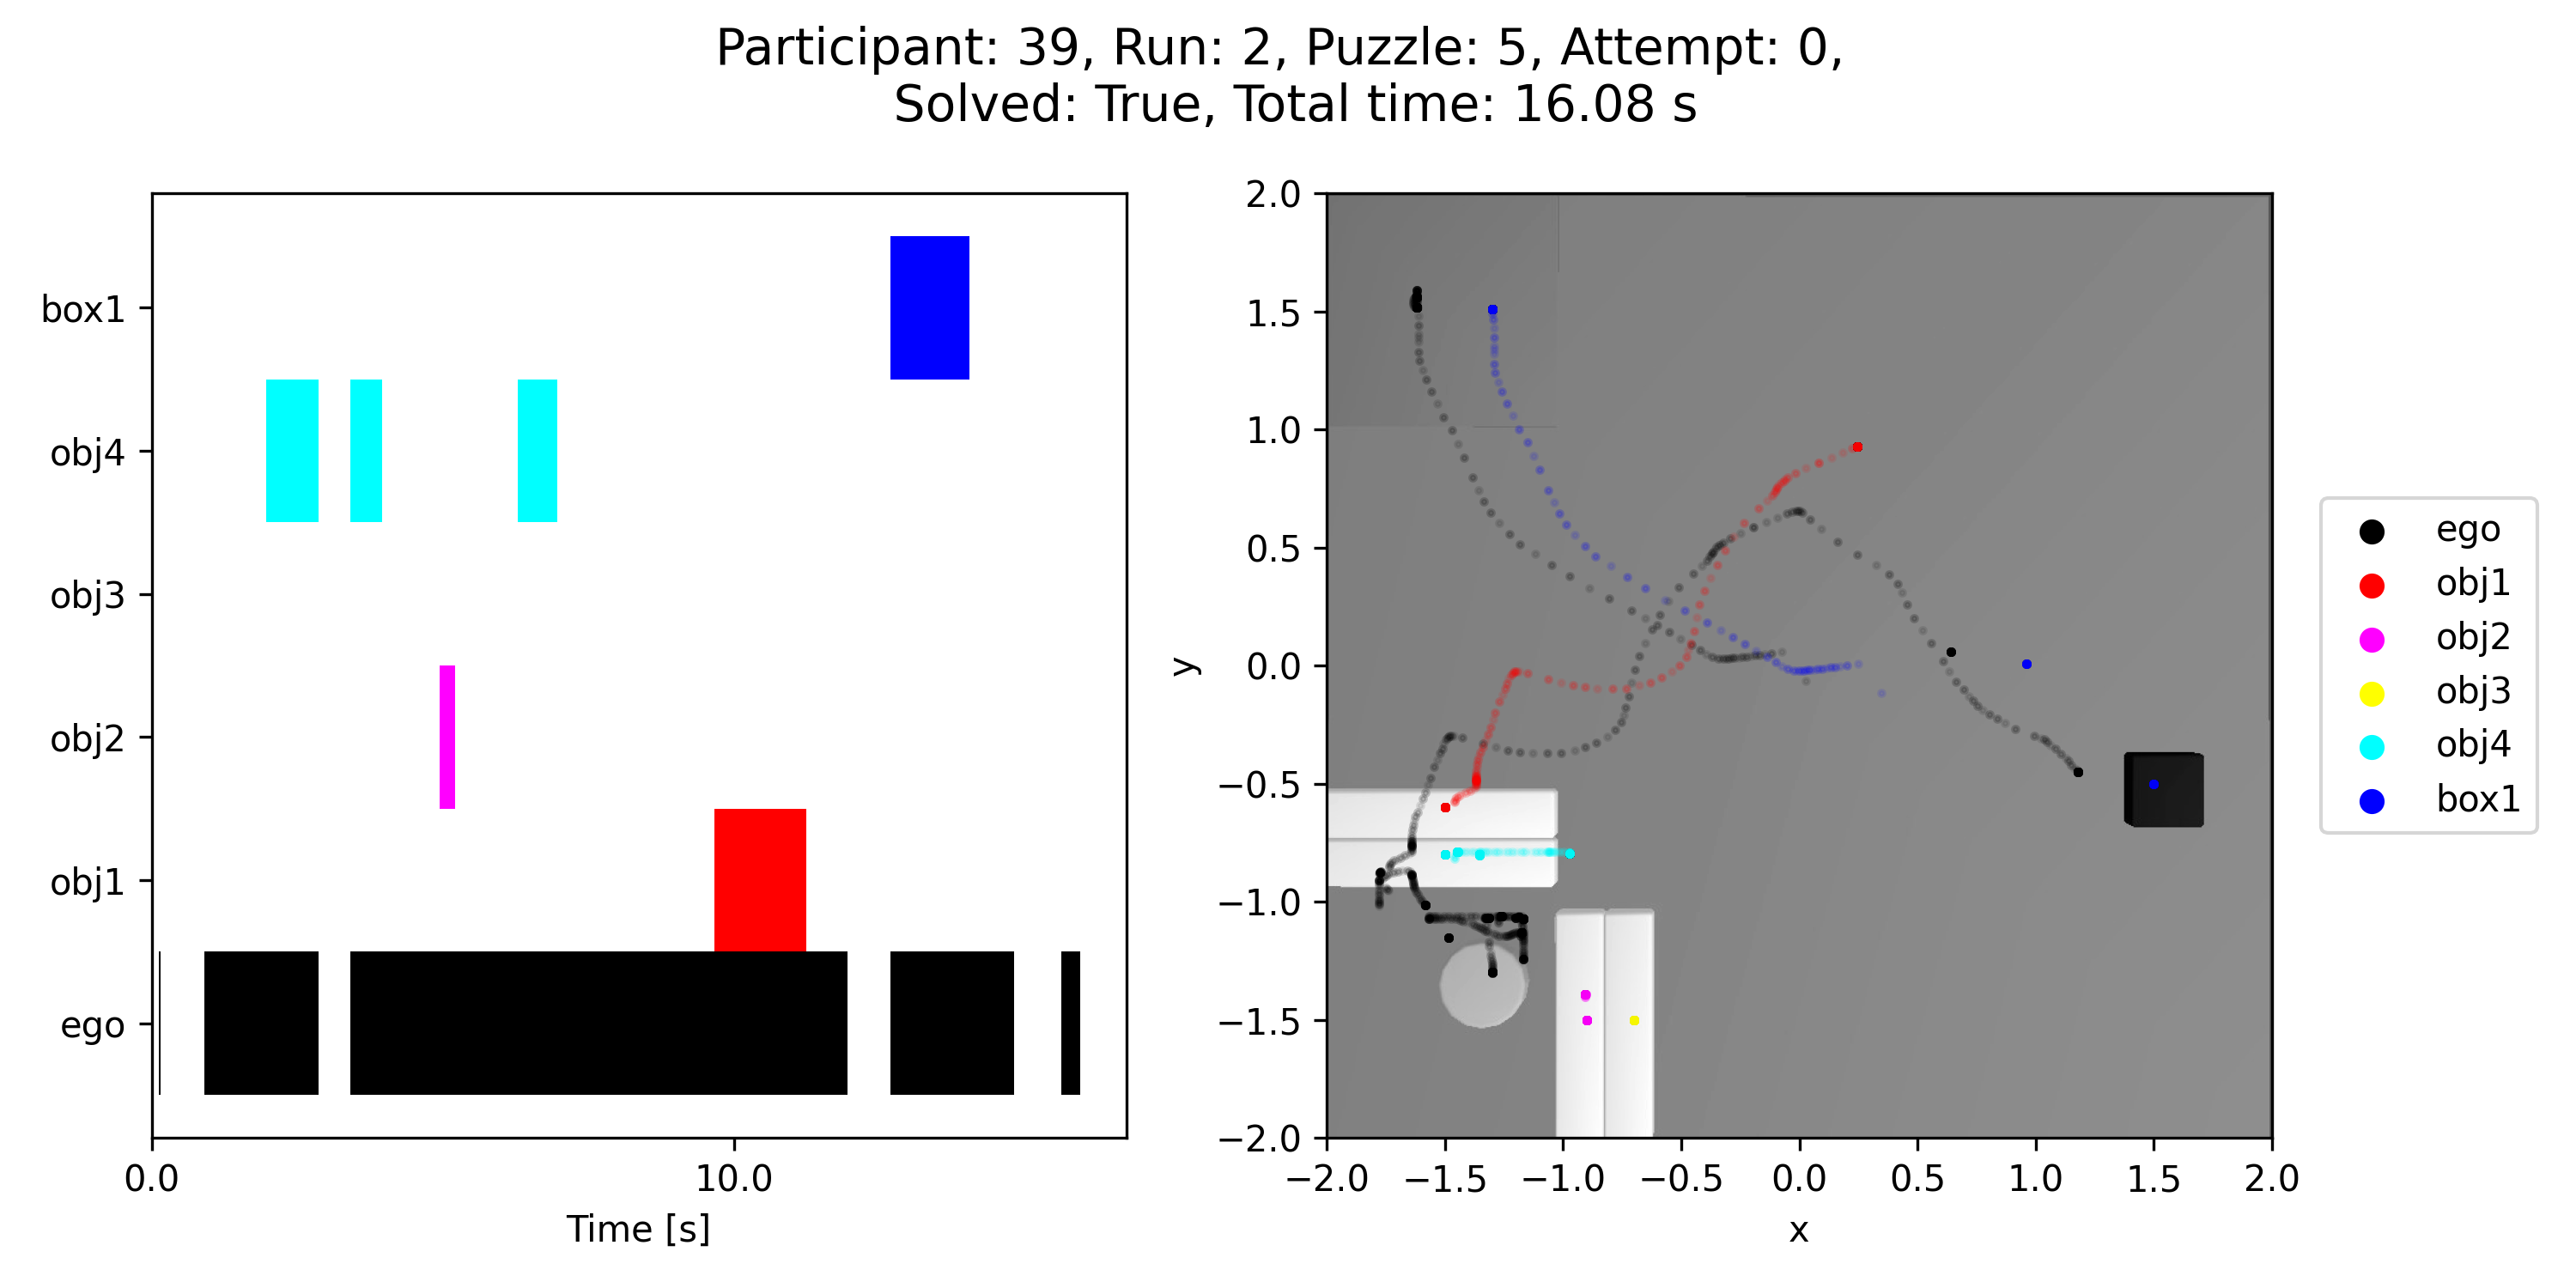 Participant: 39, Run: 2, Puzzle: 5, Attempt: 0,
Solved: True, Total time: 16.08 s
box1
obj4
obj3
obj2
obj1
ego
0.0
10.0
Time [s]
2.0
1.5
1.0
0.5
0.0
−0.5
−1.0
−1.5
−2.0
y
−2.0
−1.5
−1.0
−0.5
0.0
0.5
1.0
1.5
2.0
x
ego
obj1
obj2
obj3
obj4
box1